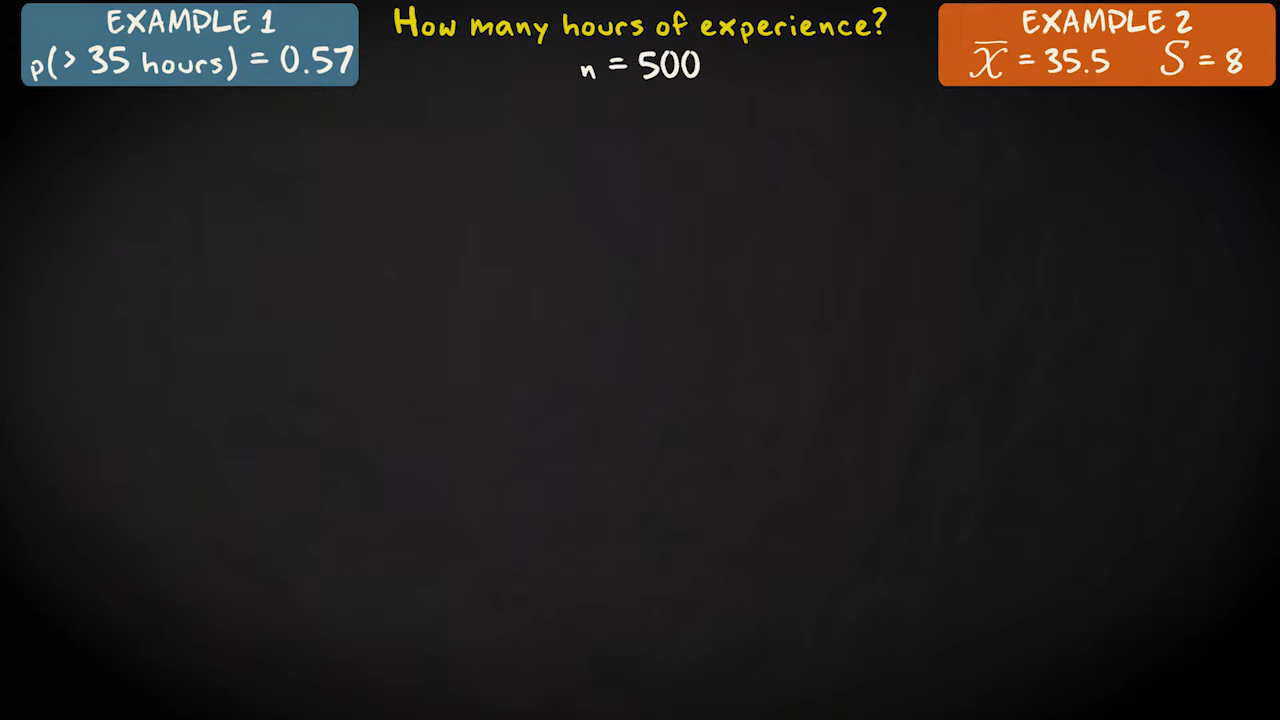 EXAMPLE 1
p(> 35 hours) = 0.57
How many hours of experience?
n = 500
EXAMPLE 2
x̅ = 35.5 S = 8